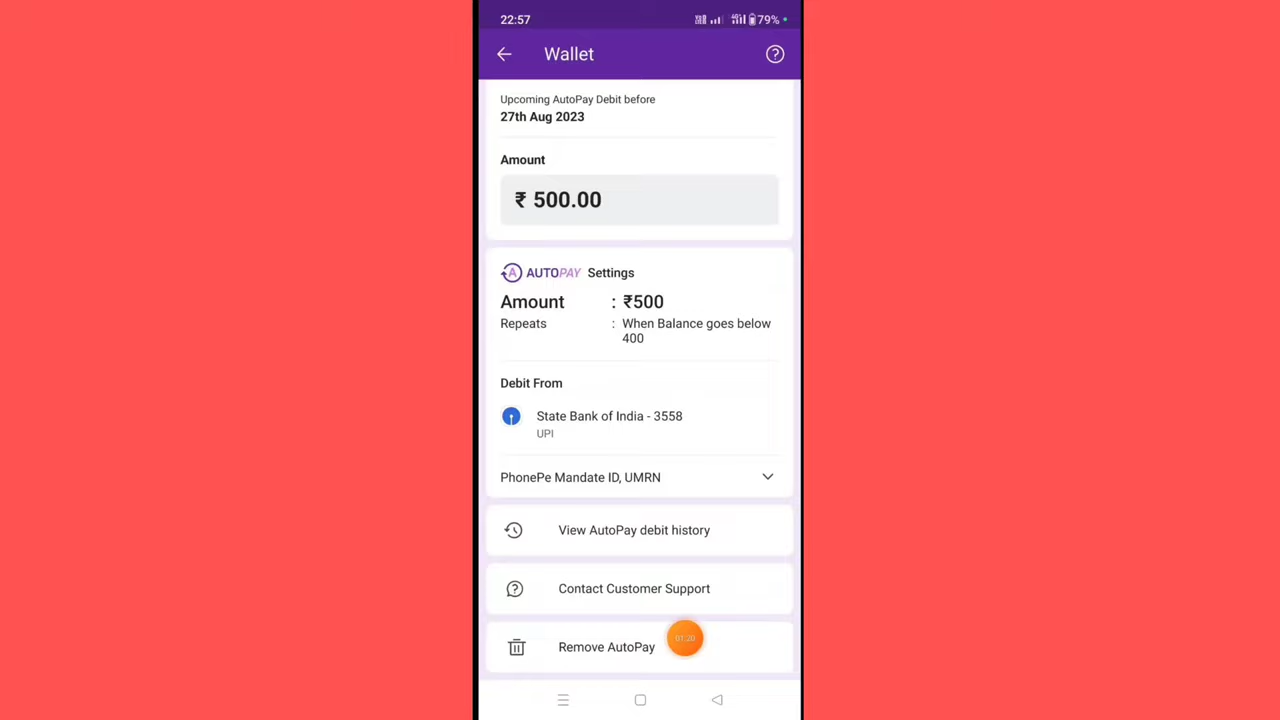 22:57
79%
Wallet
Upcoming AutoPay Debit before
27th Aug 2023
Amount
₹ 500.00
AUTOPAY Settings
Amount : ₹500
Repeats : When Balance goes below
400
Debit From
State Bank of India - 3558
UPI
PhonePe Mandate ID, UMRN
View AutoPay debit history
Contact Customer Support
Remove AutoPay
01:20